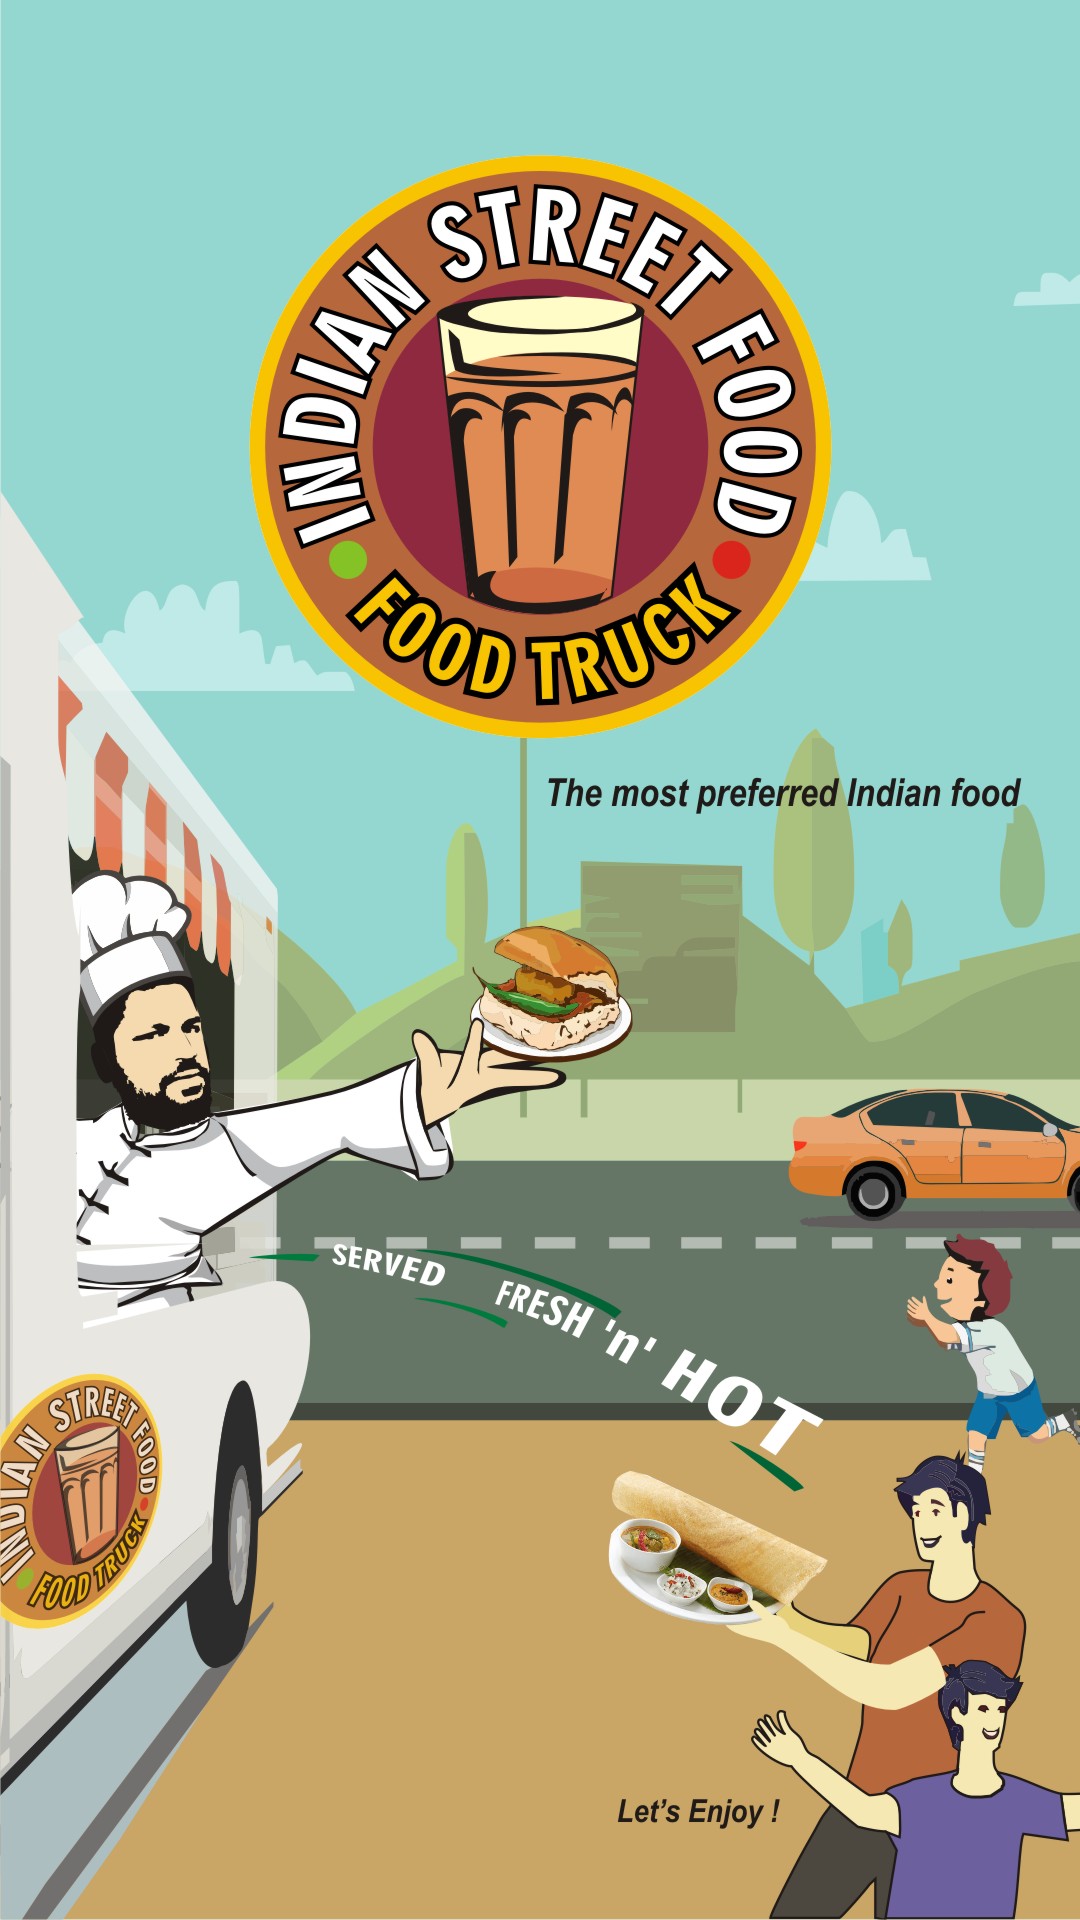 INDIAN STREET FOOD
FOOD TRUCK
The most preferred Indian food
SERVED FRESH 'n' HOT
INDIAN STREET FOOD
FOOD TRUCK
Let's Enjoy !